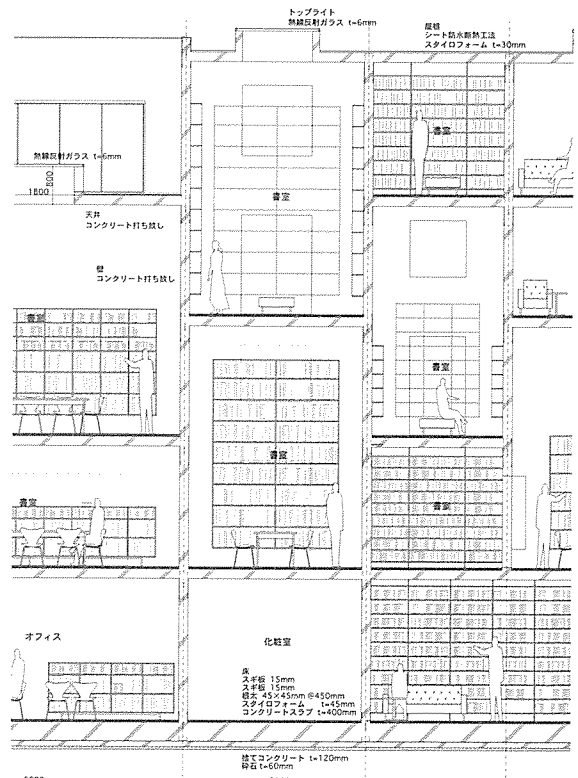 トップライト
熱線反射ガラス t=6mm
屋根
シート防水断熱工法
スタイロフォーム t=30mm
書室
熱線反射ガラス t=6mm
800
1800
書室
天井
コンクリート打ち放し
壁
コンクリート打ち放し
書室
書室
書室
書室
書室
オフィス
化粧室
床
スギ板 15mm
スギ板 15mm
根太 45×45mm @450mm
スタイロフォーム t=45mm
コンクリートスラブ t=400mm
捨てコンクリート t=120mm
砕石 t=60mm